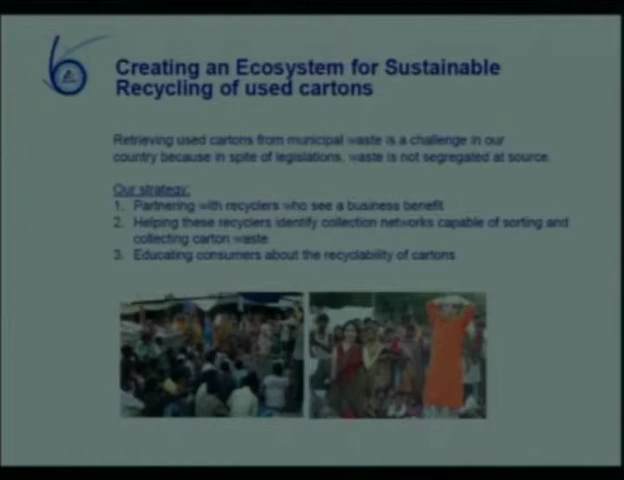 Creating an Ecosystem for Sustainable
Recycling of used cartons
Retrieving used cartons from municipal waste is a challenge in our
country because in spite of legislations, waste is not segregated at source.
Our strategy:
1. Partnering with recyclers who see a business benefit
2. Helping these recyclers identify collection networks capable of sorting and
collecting carton waste
3. Educating consumers about the recyclability of cartons